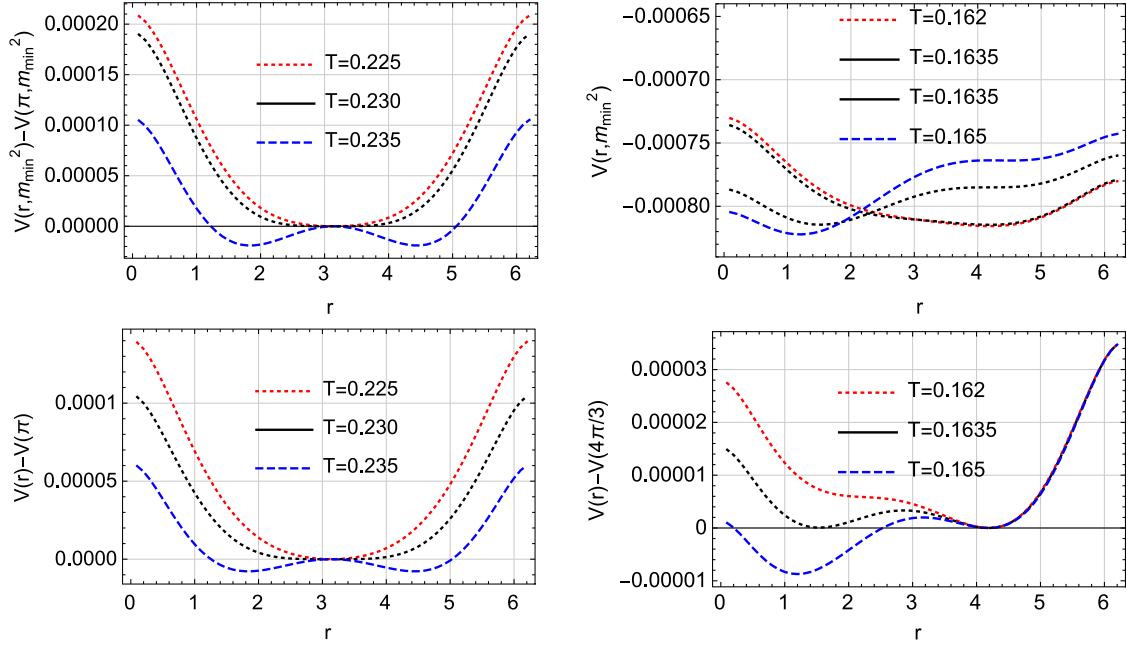 V(r,m_min^2)−V(π,m_min^2)
0.00020
0.00015
0.00010
0.00005
0.00000
T=0.225
T=0.230
T=0.235
0 1 2 3 4 5 6
r
V(r,m_min^2)
−0.00065
−0.00070
−0.00075
−0.00080
T=0.162
T=0.1635
T=0.1635
T=0.165
0 1 2 3 4 5 6
r
V(r)−V(π)
0.0001
0.00005
0.0000
T=0.225
T=0.230
T=0.235
0 1 2 3 4 5 6
r
V(r)−V(4π/3)
0.00003
0.00002
0.00001
0
−0.00001
T=0.162
T=0.1635
T=0.165
0 1 2 3 4 5 6
r